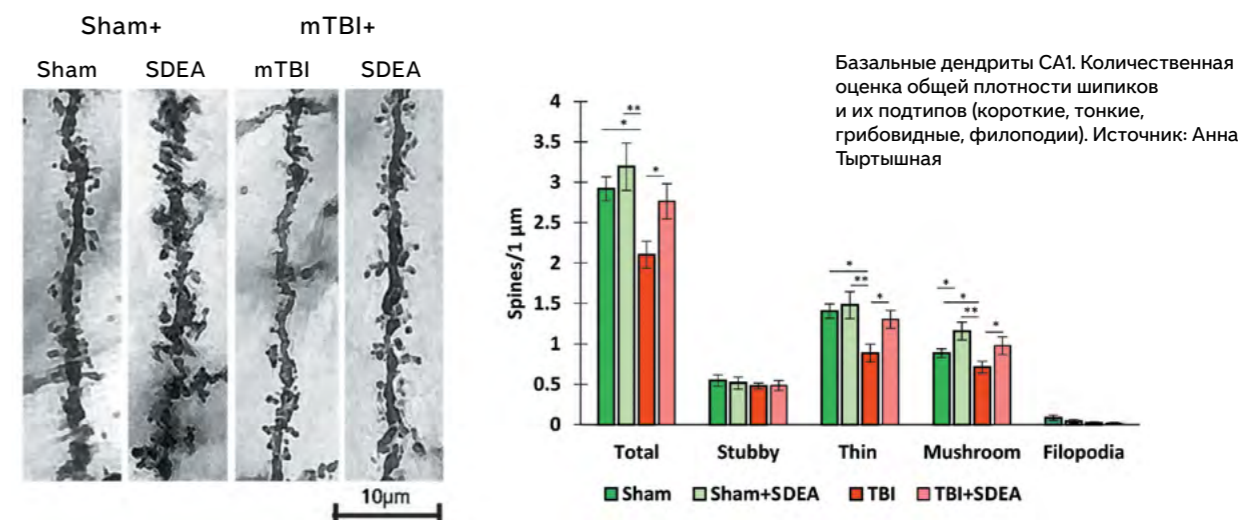 Sham+ mTBI+
Sham SDEA mTBI SDEA
10μm
Базальные дендриты CA1. Количественная
оценка общей плотности шипиков
и их подтипов (короткие, тонкие,
грибовидные, филоподии). Источник: Анна
Тыртышная
Spines/1 μm
4
3.5
3
2.5
2
1.5
1
0.5
0
* **
*
*
**
*
*
*
**
*
Total Stubby Thin Mushroom Filopodia
Sham Sham+SDEA TBI TBI+SDEA